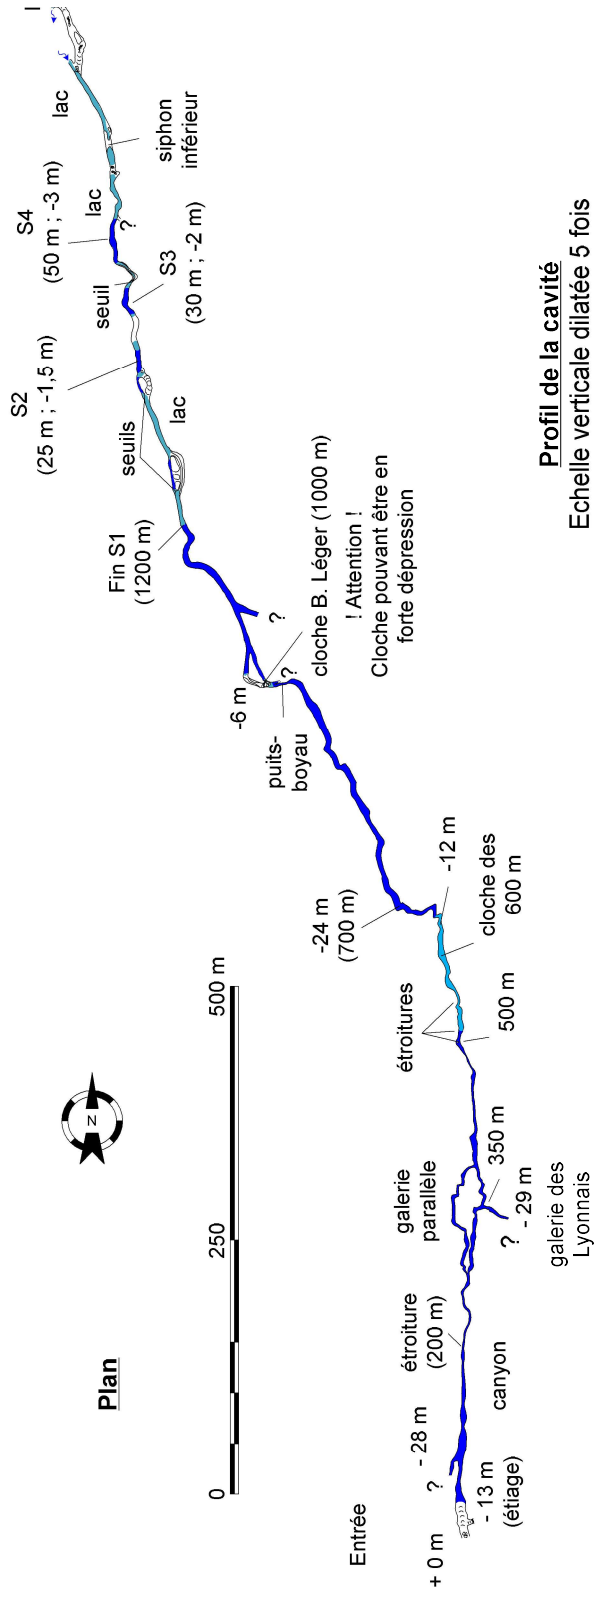 S2
(25 m ; -1,5 m)
S4
(50 m ; -3 m)
lac
Plan
N
0
250
500 m
-6 m
Fin S1
(1200 m)
seuils
seuil
lac
siphon
inférieur
lac
S3
(30 m ; -2 m)
puits-
boyau
?
?
?
cloche B. Léger (1000 m)
! Attention !
Cloche pouvant être en
forte dépression
-24 m
(700 m)
Entrée
étroiture
(200 m)
galerie
parallèle
étroitures
-12 m
cloche des
600 m
+ 0 m
?
- 28 m
- 13 m
(étiage)
canyon
350 m
500 m
?
- 29 m
galerie des
Lyonnais
Profil de la cavité
Echelle verticale dilatée 5 fois